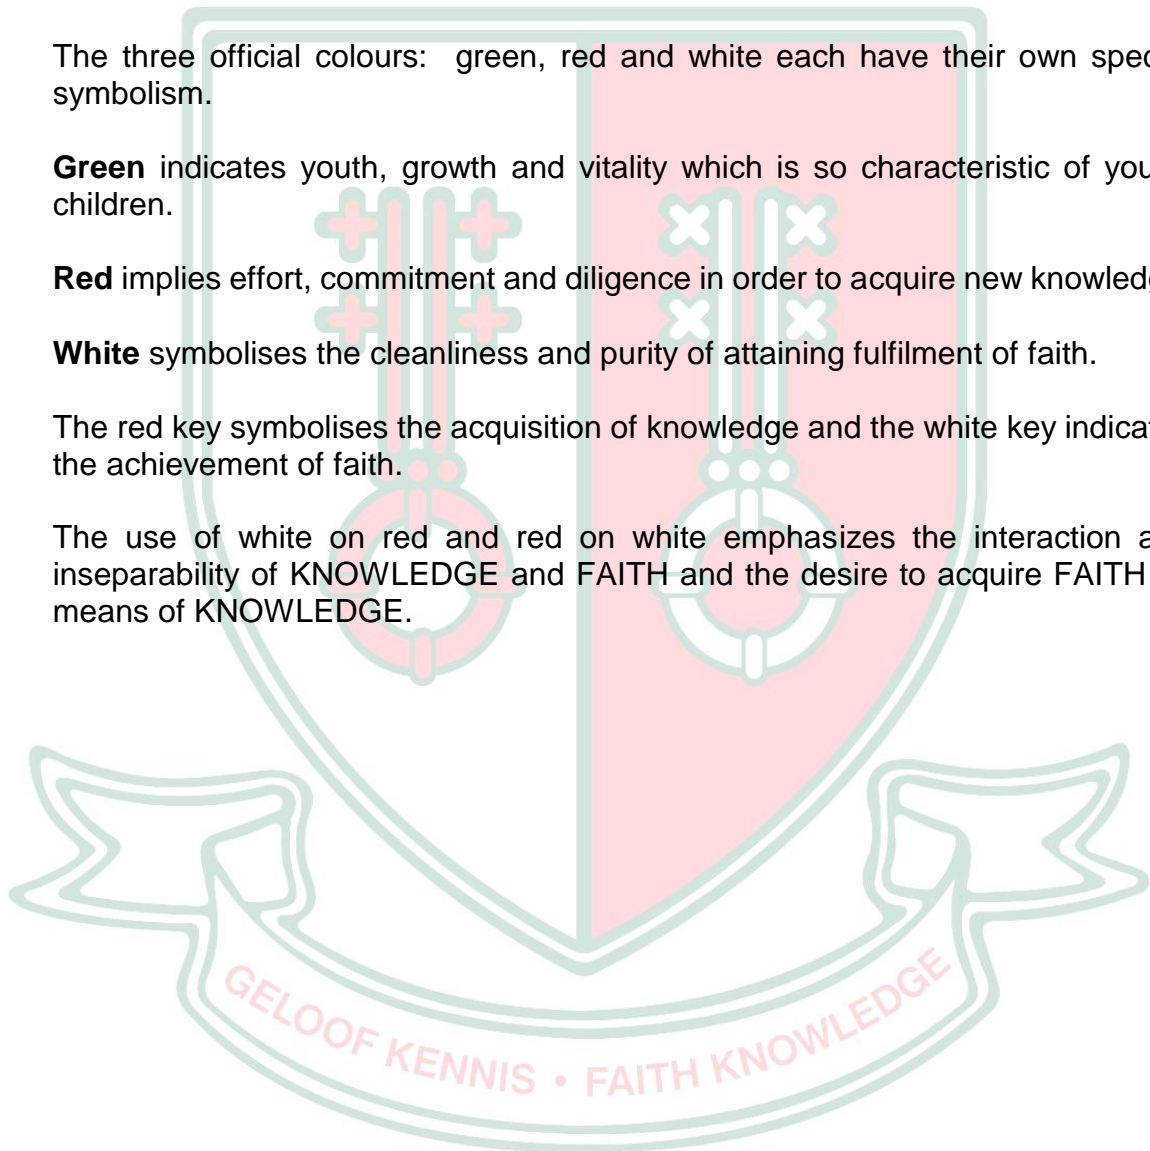 The three official colours: green, red and white each have their own spec
symbolism.
Green indicates youth, growth and vitality which is so characteristic of you
children.
Red implies effort, commitment and diligence in order to acquire new knowledg
White symbolises the cleanliness and purity of attaining fulfilment of faith.
The red key symbolises the acquisition of knowledge and the white key indicat
the achievement of faith.
The use of white on red and red on white emphasizes the interaction a
inseparability of KNOWLEDGE and FAITH and the desire to acquire FAITH
means of KNOWLEDGE.
GELOOF KENNIS • FAITH KNOWLEDGE